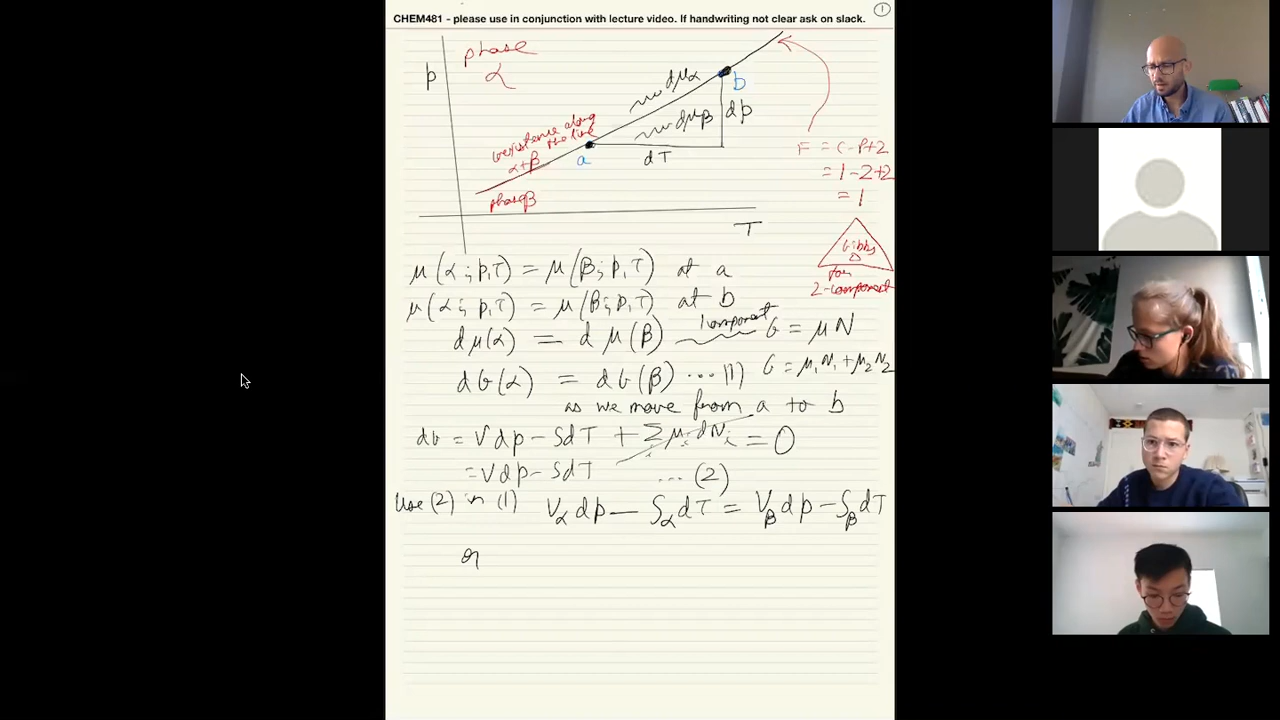 CHEM481 - please use in conjunction with lecture video. If handwriting not clear ask on slack.
1
phase
α
p
dμα
b
dμβ
dp
coexistence along
the line
α+β
a
dT
phase β
T
F = C-P+2
= 1-2+2
= 1
Gibbs
Δ
for
2-component
μ(α; p,T) = μ(β; p,T) at a
μ(α; p,T) = μ(β; p,T) at b
dμ(α) = dμ(β) 1 component G = μN
dG(α) = dG(β) ...(1) G = μ₁N₁ + μ₂N₂
as we move from a to b
dG = Vdp - SdT + Σ μᵢ dNᵢ = 0
i
= Vdp - SdT ...(2)
Use (2) in (1) Vα dp - Sα dT = Vβ dp - Sβ dT
or